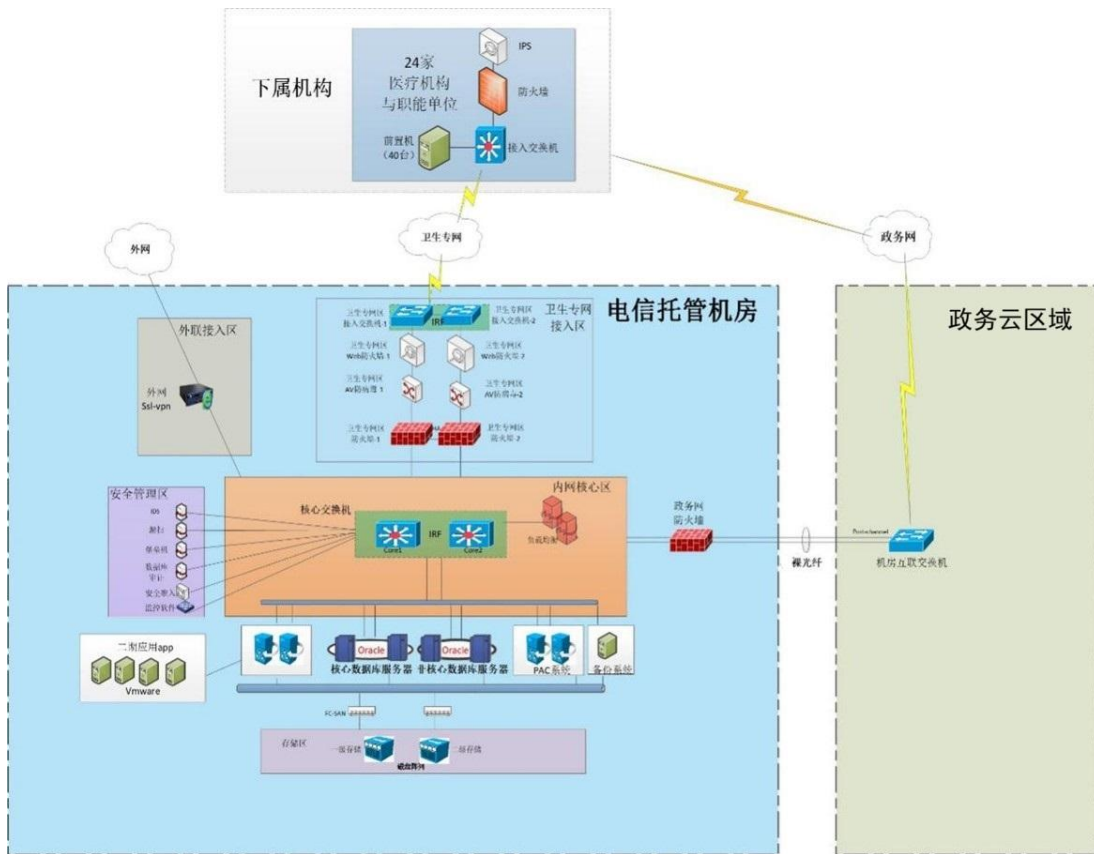 IPS
24家
医疗机构
与职能单位
下属机构
防火墙
前置机
（40台）
接入交换机
外网
卫生专网
政务网
电信托管机房
政务云区域
外联接入区
外网
Ssl-vpn
卫生专网区
接入交换机-1
IRF
卫生专网区
接入交换机-2
卫生专网
接入区
卫生专网区
Web防火墙-1
卫生专网区
Web防火墙-2
卫生专网区
AV防病毒-1
卫生专网区
AV防病毒-2
卫生专网区
防火墙-1
HA
卫生专网区
防火墙-2
安全管理区
IDS
漏扫
堡垒机
数据库
审计
安全准入
监控软件
核心交换机
内网核心区
Core1
IRF
Core2
负载均衡
政务网
防火墙
裸光纤
Port-channel
机房互联交换机
二期应用app
Vmware
Oracle
核心数据库服务器
Oracle
非核心数据库服务器
PAC系统
备份系统
FC-SAN
存储区
一级存储
二级存储
磁盘阵列